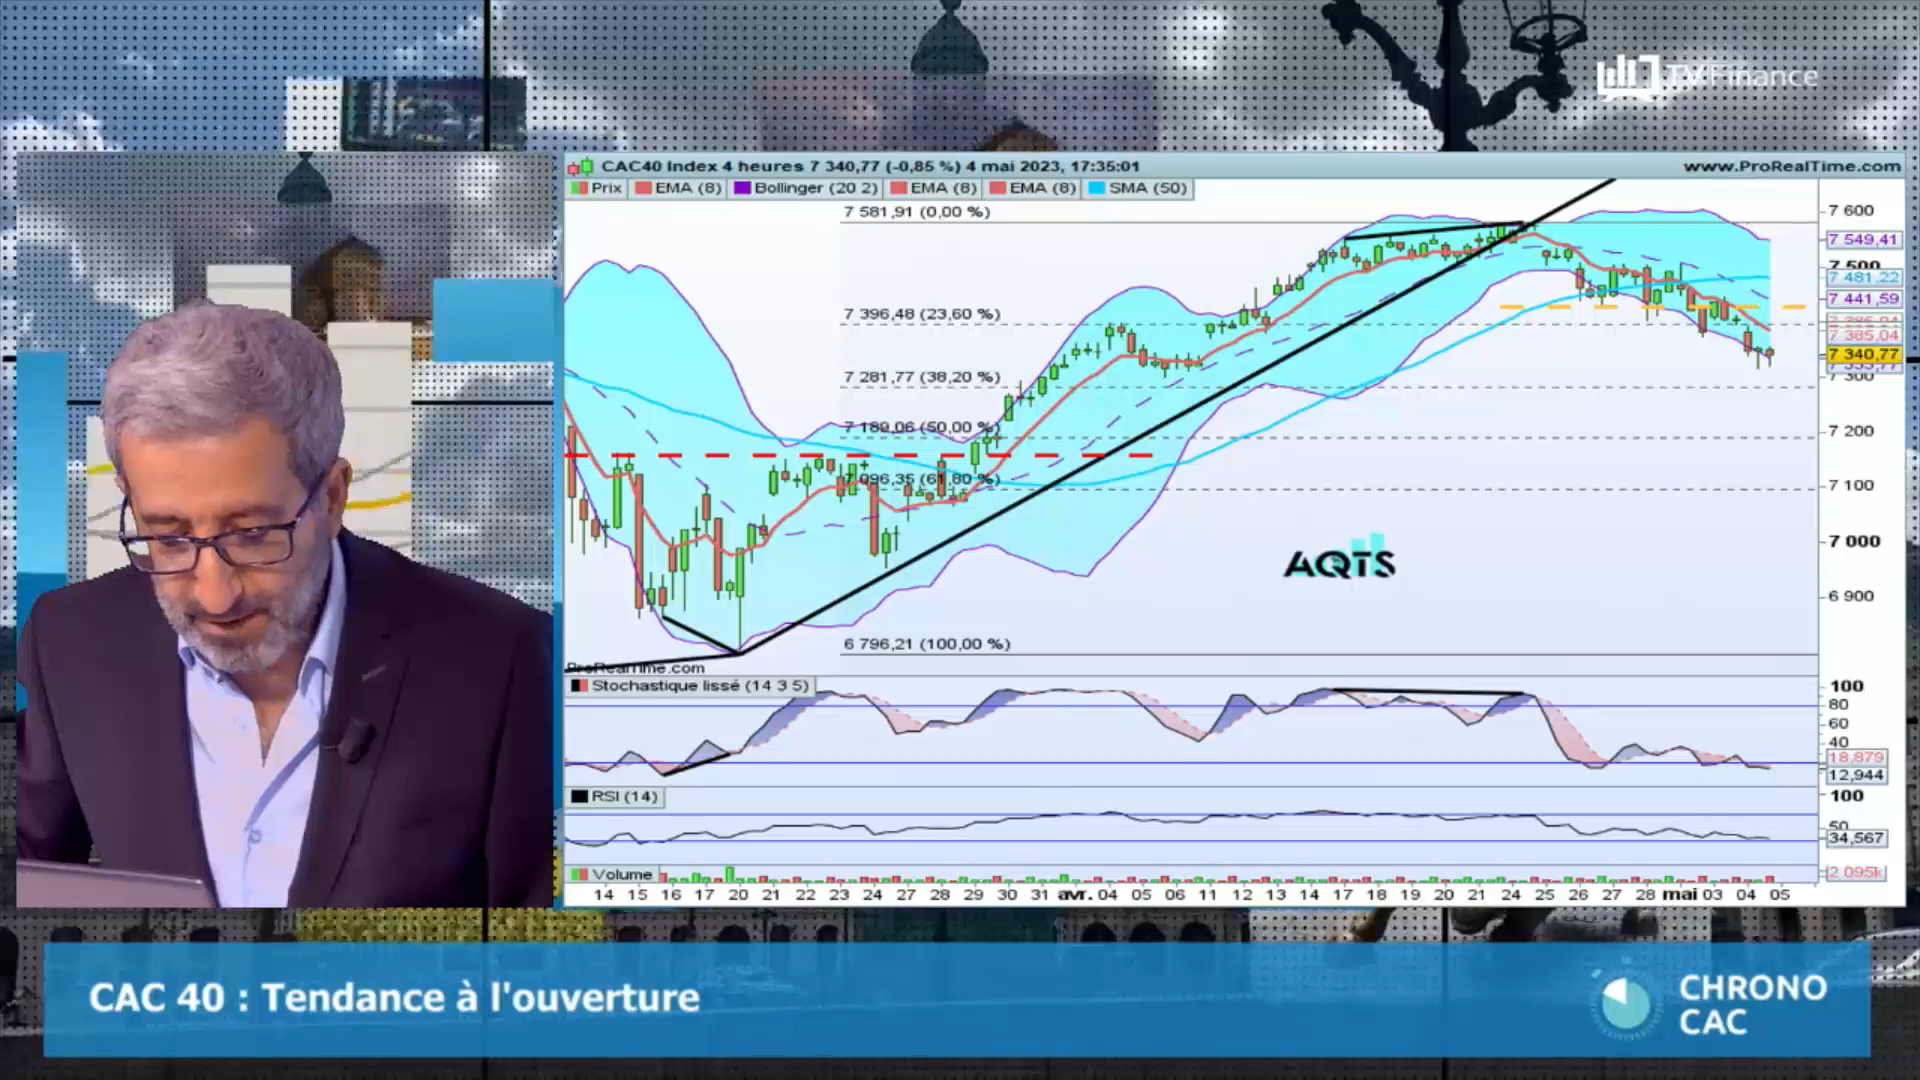 TVFinance
CAC40 Index 4 heures 7 340,77 (-0,85 %) 4 mai 2023, 17:35:01
www.ProRealTime.com
Prix EMA (8) Bollinger (20 2) EMA (8) EMA (8) SMA (50)
7 581,91 (0,00 %)
7 396,48 (23,60 %)
7 281,77 (38,20 %)
7 189,06 (50,00 %)
7 096,35 (61,80 %)
6 796,21 (100,00 %)
7 600
7 549,41
7 500
7 481,22
7 441,59
7 385,04
7 340,77
7 300
7 200
7 100
7 000
6 900
AQTS
ProRealTime.com
Stochastique lissé (14 3 5)
100
80
60
40
18,879
12,944
RSI (14)
100
50
34,567
Volume
2 095k
14 15 16 17 20 21 22 23 24 27 28 29 30 31 avr. 04 05 06 11 12 13 14 17 18 19 20 21 24 25 26 27 28 mai 03 04 05
CAC 40 : Tendance à l'ouverture
CHRONO
CAC